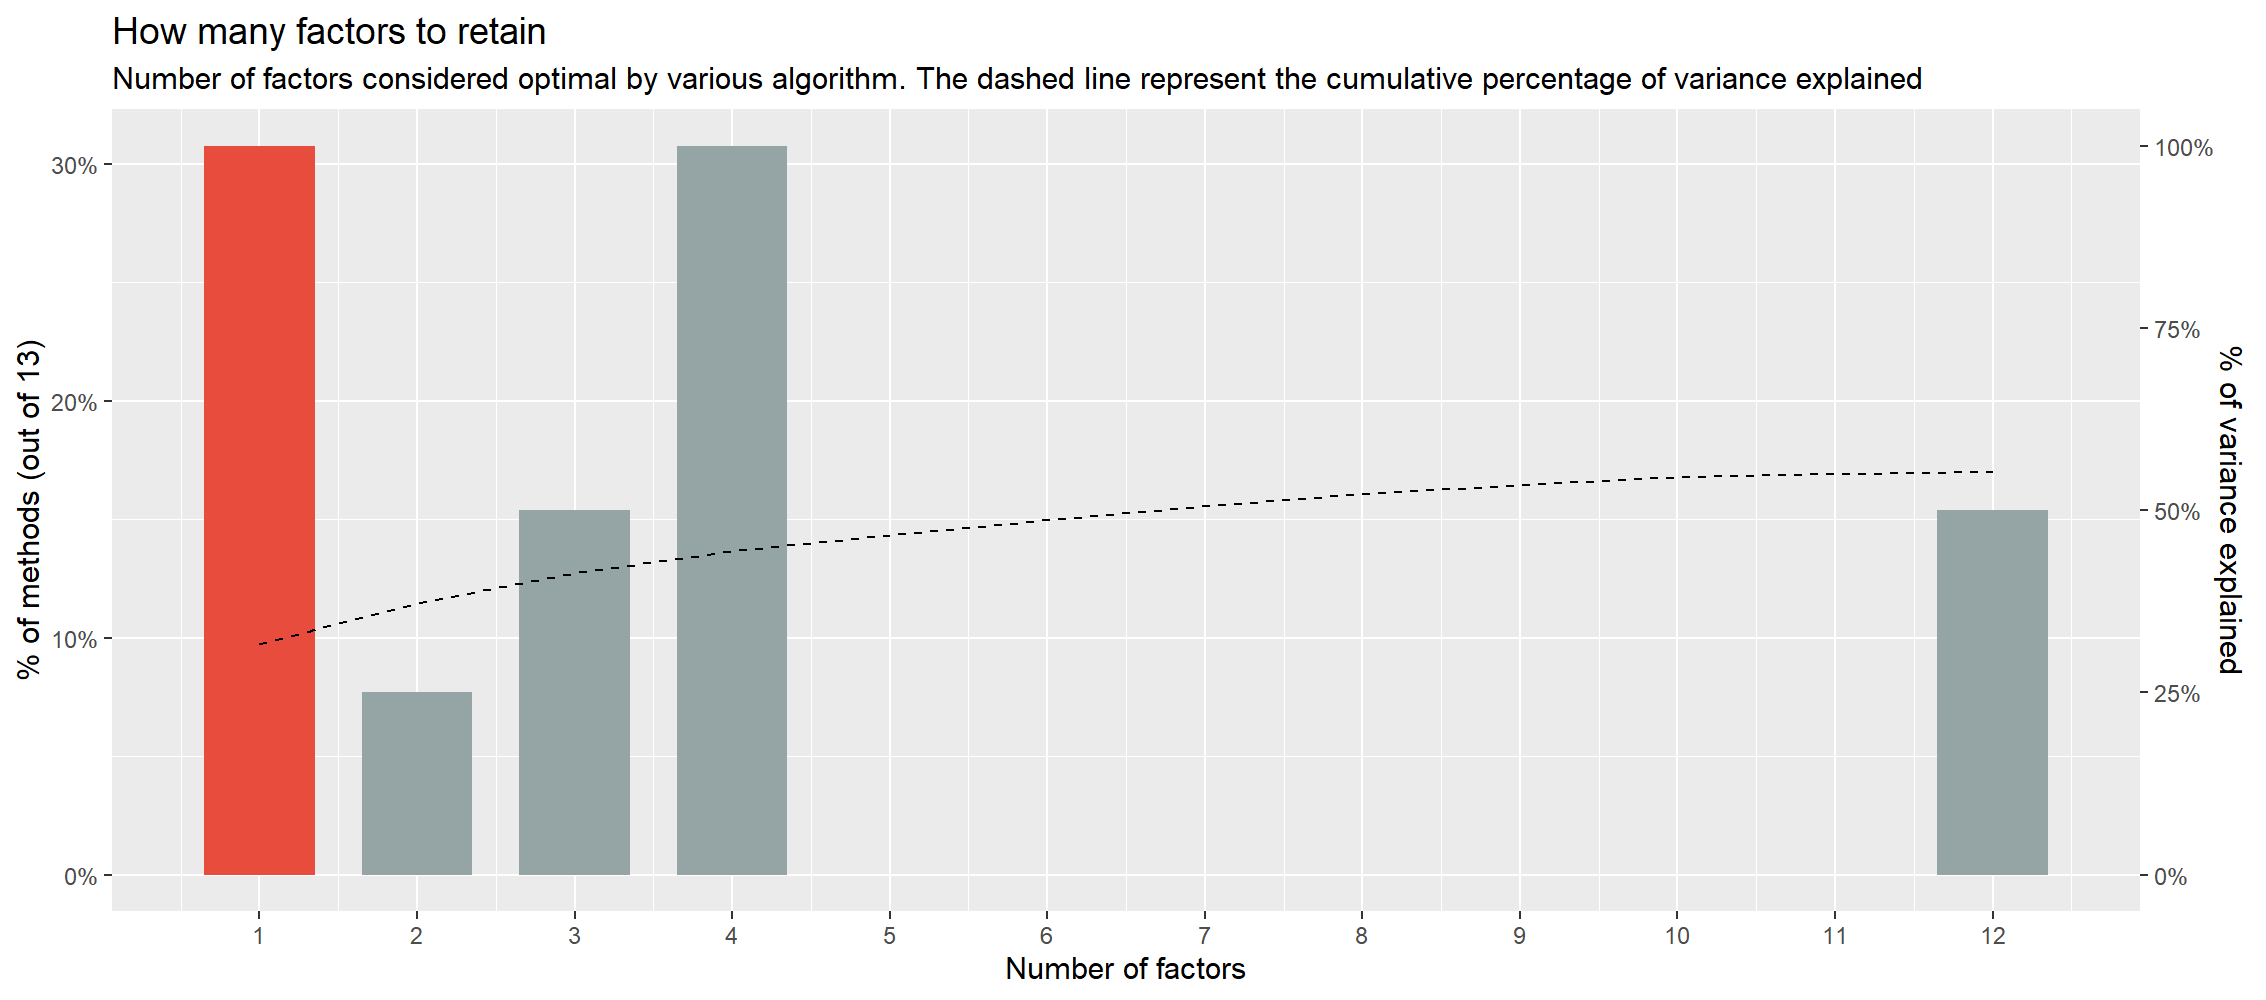 How many factors to retain
Number of factors considered optimal by various algorithm. The dashed line represent the cumulative percentage of variance explained
% of methods (out of 13)
30%
20%
10%
0%
100%
75%
50%
25%
0%
% of variance explained
1 2 3 4 5 6 7 8 9 10 11 12
Number of factors